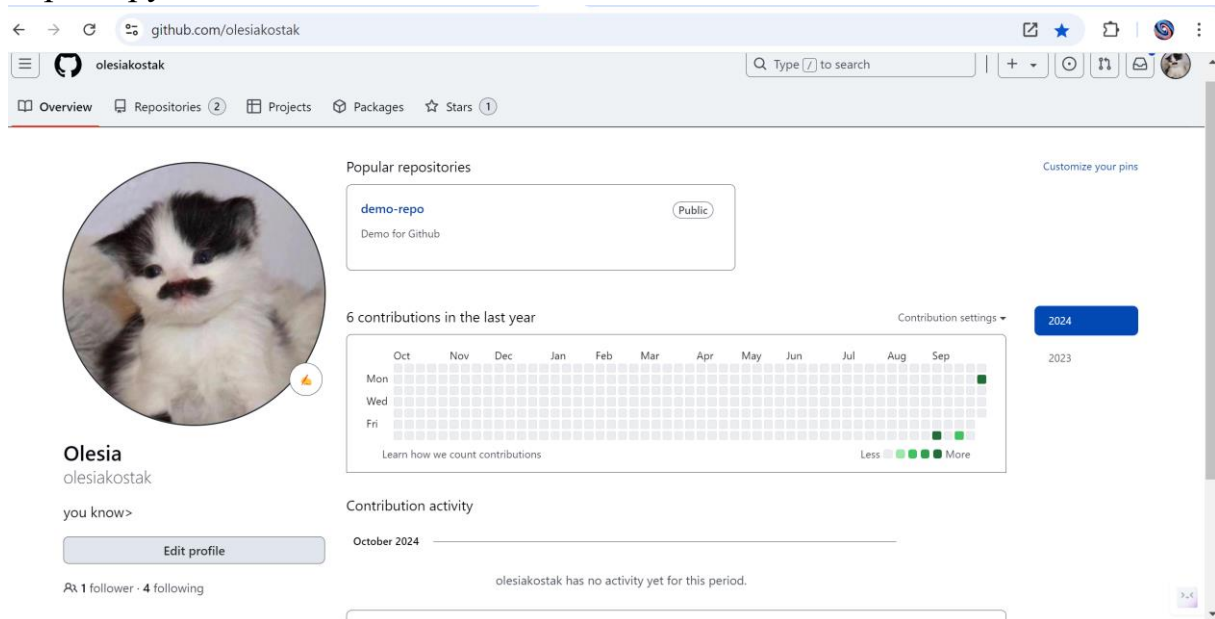 github.com/olesiakostak
olesiakostak
Type / to search
Overview Repositories 2 Projects Packages Stars 1
Popular repositories
Customize your pins
demo-repo Public
Demo for Github
6 contributions in the last year
Contribution settings
2024
2023
Oct Nov Dec Jan Feb Mar Apr May Jun Jul Aug Sep
Mon
Wed
Fri
Learn how we count contributions
Less More
Olesia
olesiakostak
you know>
Edit profile
1 follower · 4 following
Contribution activity
October 2024
olesiakostak has no activity yet for this period.